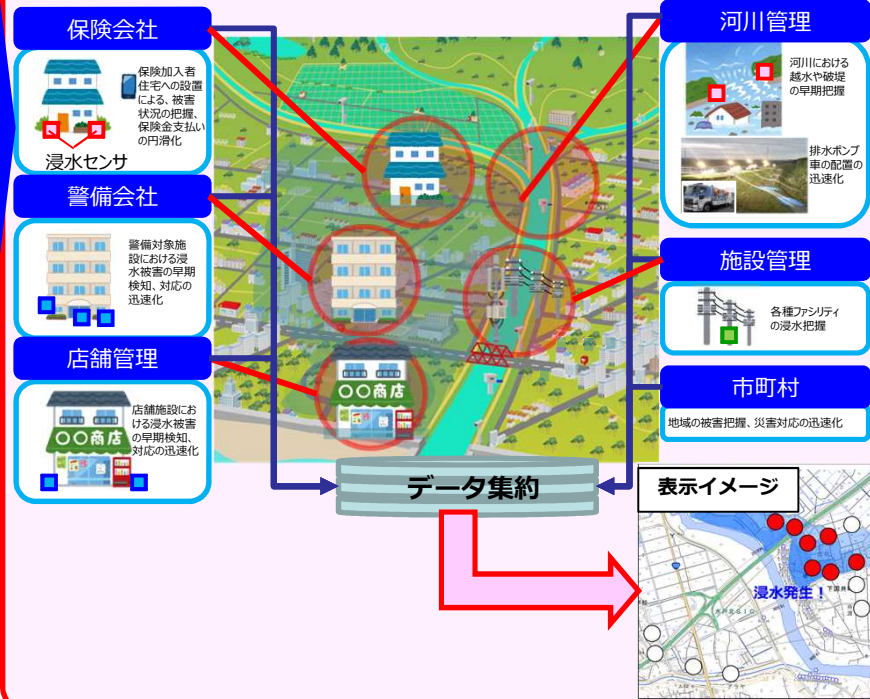 保険会社
保険加入者
住宅への設置
による、被害
状況の把握、
保険金支払い
の円滑化
浸水センサ
警備会社
警備対象施
設における浸
水被害の早期
検知、対応の
迅速化
店舗管理
〇〇商店
店舗施設にお
ける浸水被害
の早期検知、
対応の迅速化
〇〇商店
河川管理
河川における
越水や破堤
の早期把握
排水ポンプ
車の配置の
迅速化
施設管理
各種ファシリティ
の浸水把握
市町村
地域の被害把握、災害対応の迅速化
データ集約
表示イメージ
浸水発生！